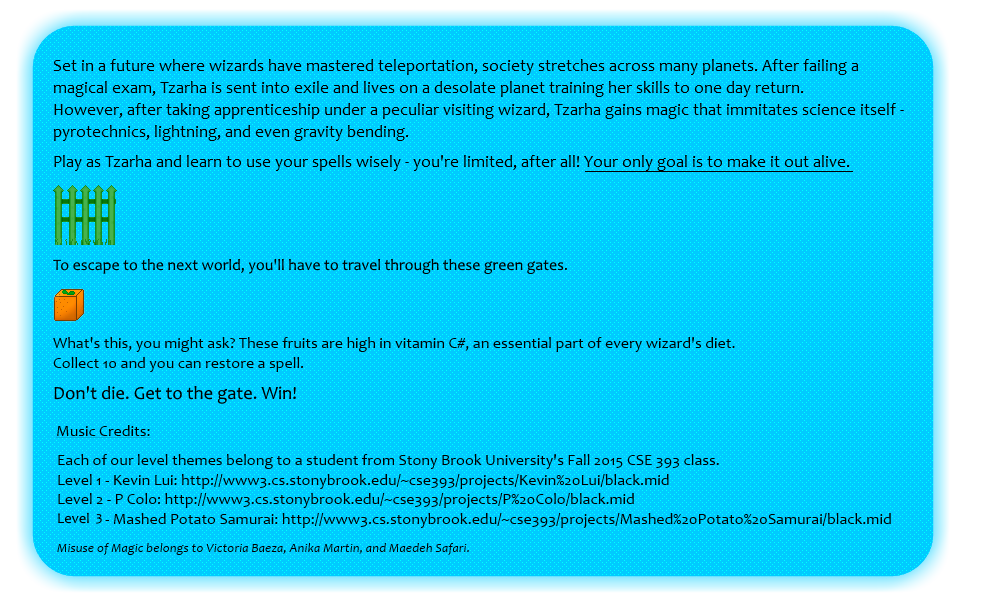 Set in a future where wizards have mastered teleportation, society stretches across many planets. After failing a
magical exam, Tzarha is sent into exile and lives on a desolate planet training her skills to one day return.
However, after taking apprenticeship under a peculiar visiting wizard, Tzarha gains magic that immitates science itself -
pyrotechnics, lightning, and even gravity bending.
Play as Tzarha and learn to use your spells wisely - you're limited, after all! Your only goal is to make it out alive.
To escape to the next world, you'll have to travel through these green gates.
What's this, you might ask? These fruits are high in vitamin C#, an essential part of every wizard's diet.
Collect 10 and you can restore a spell.
Don't die. Get to the gate. Win!
Music Credits:
Each of our level themes belong to a student from Stony Brook University's Fall 2015 CSE 393 class.
Level 1 - Kevin Lui: http://www3.cs.stonybrook.edu/~cse393/projects/Kevin%20Lui/black.mid
Level 2 - P Colo: http://www3.cs.stonybrook.edu/~cse393/projects/P%20Colo/black.mid
Level 3 - Mashed Potato Samurai: http://www3.cs.stonybrook.edu/~cse393/projects/Mashed%20Potato%20Samurai/black.mid
Misuse of Magic belongs to Victoria Baeza, Anika Martin, and Maedeh Safari.